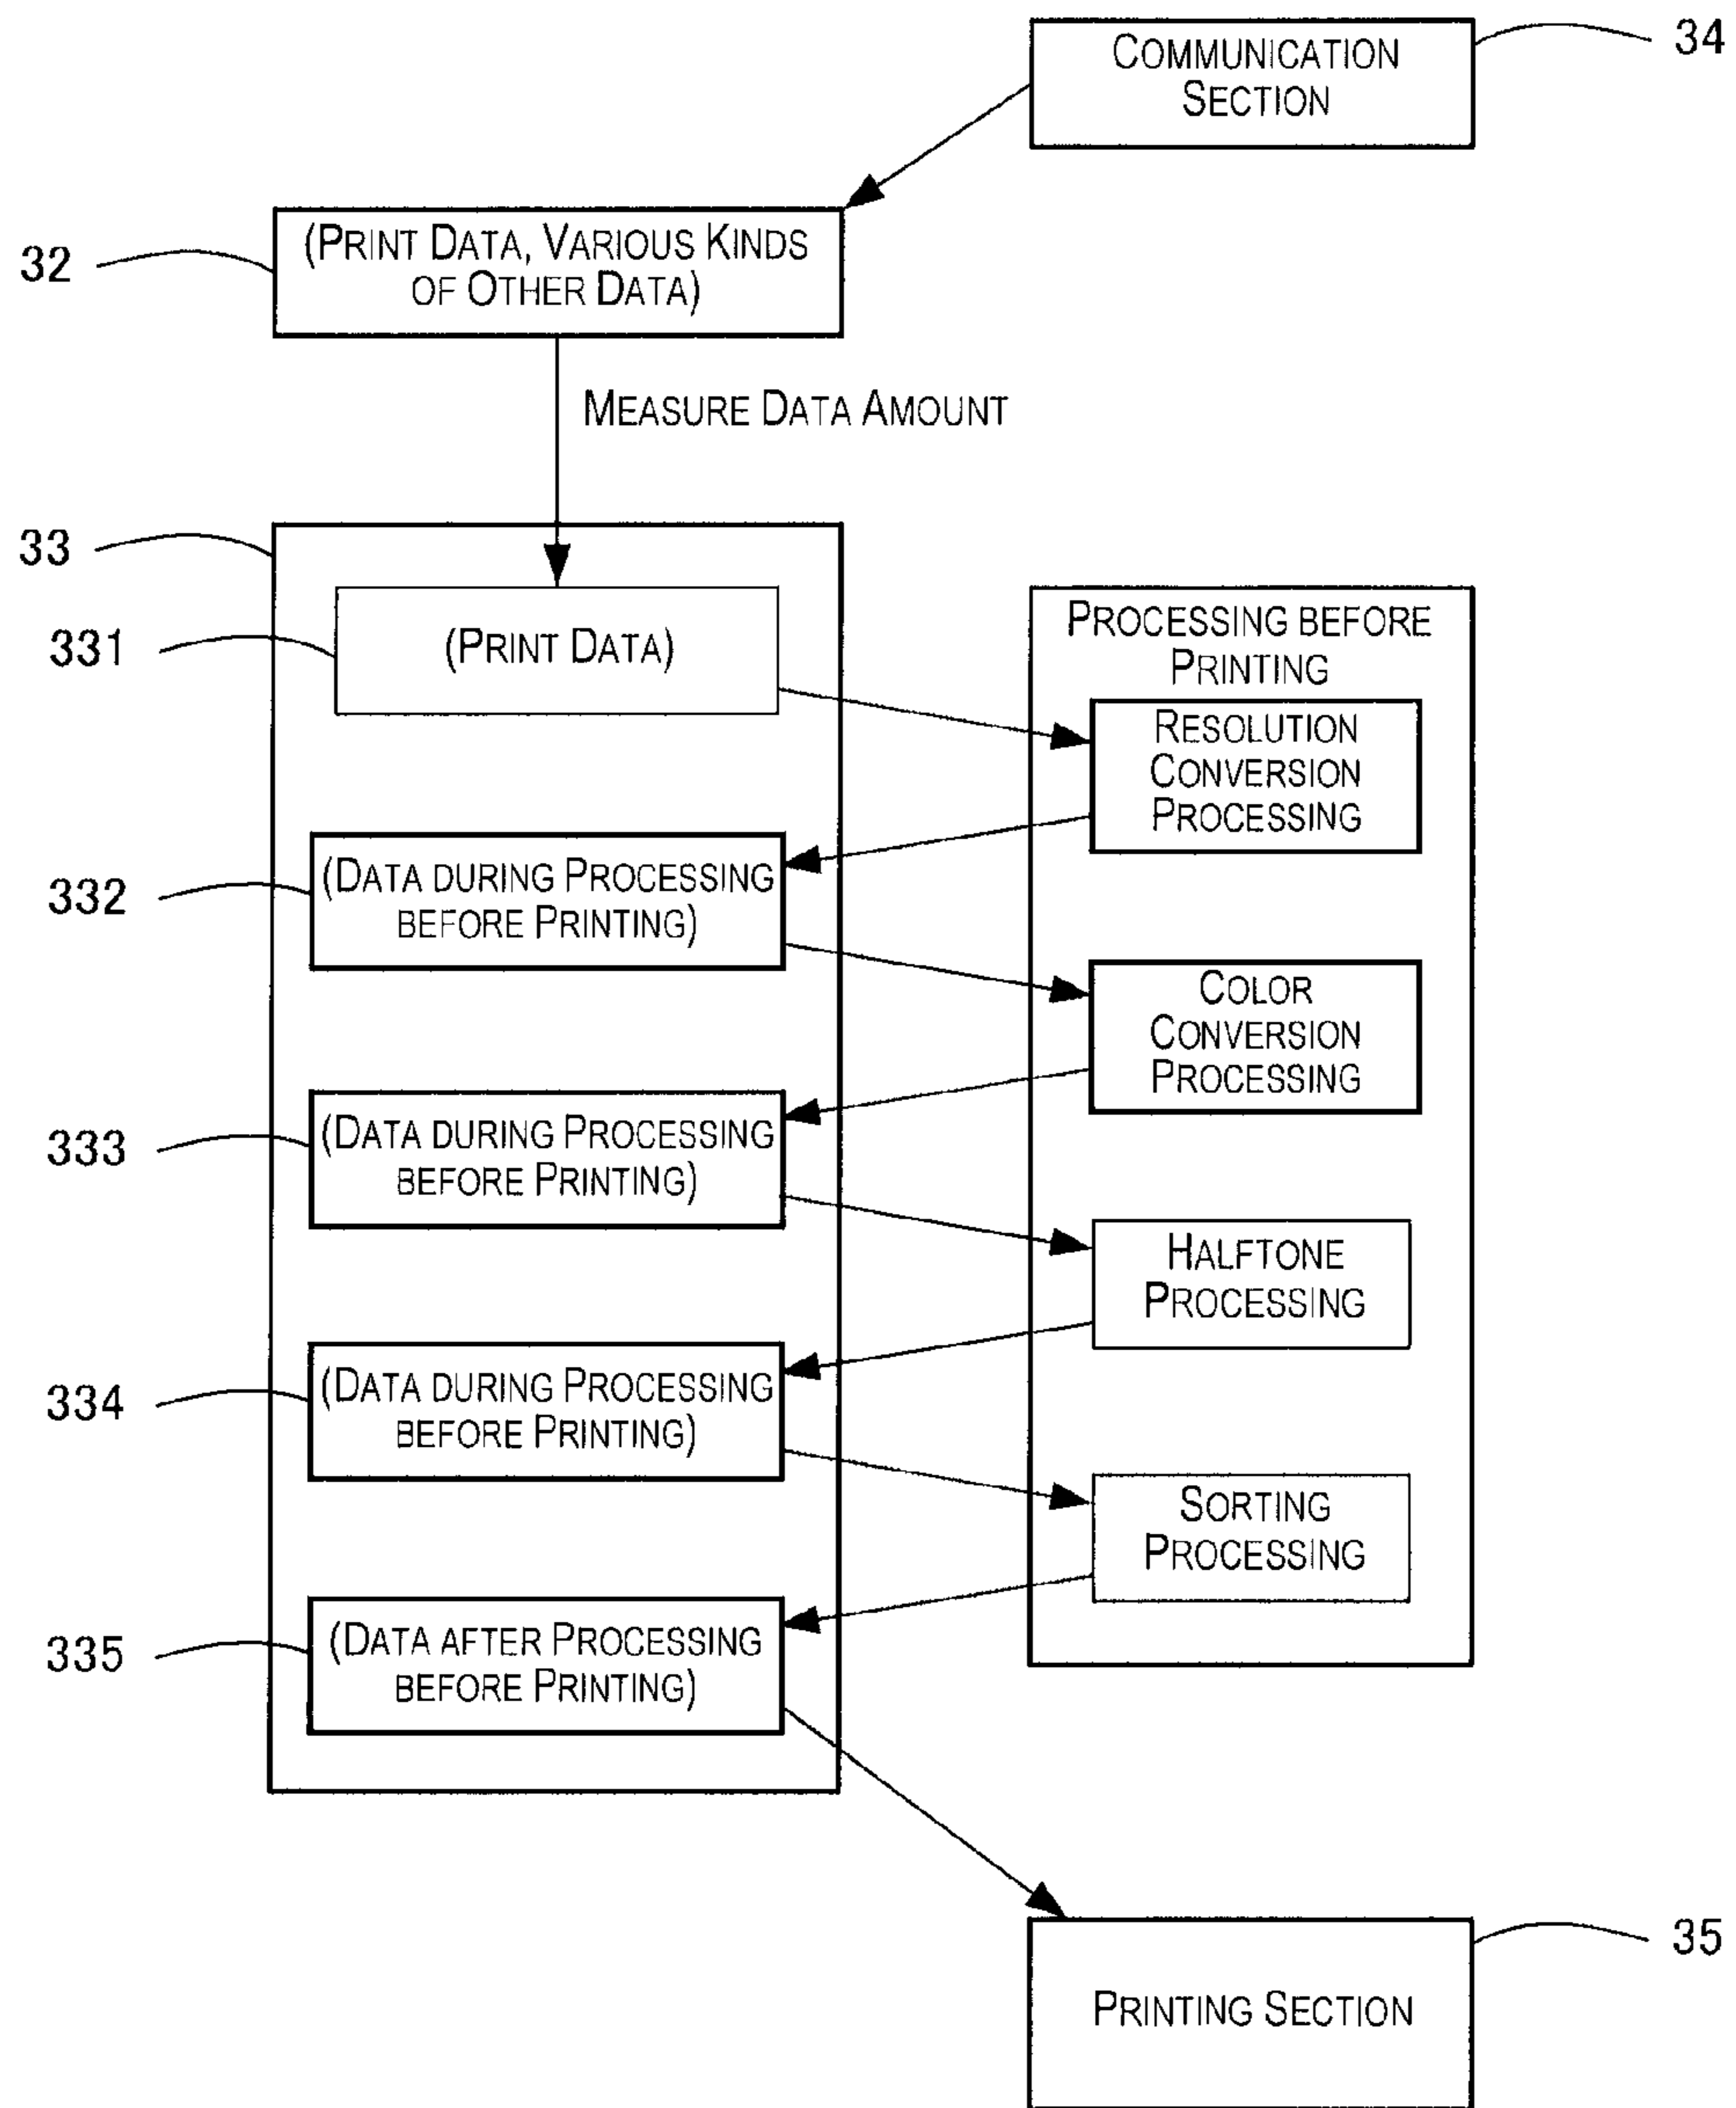 COMMUNICATION
SECTION
34
32
(PRINT DATA, VARIOUS KINDS
OF OTHER DATA)
MEASURE DATA AMOUNT
33
331
(PRINT DATA)
PROCESSING BEFORE
PRINTING
RESOLUTION
CONVERSION
PROCESSING
332
(DATA DURING PROCESSING
BEFORE PRINTING)
COLOR
CONVERSION
PROCESSING
333
(DATA DURING PROCESSING
BEFORE PRINTING)
HALFTONE
PROCESSING
334
(DATA DURING PROCESSING
BEFORE PRINTING)
SORTING
PROCESSING
335
(DATA AFTER PROCESSING
BEFORE PRINTING)
35
PRINTING SECTION